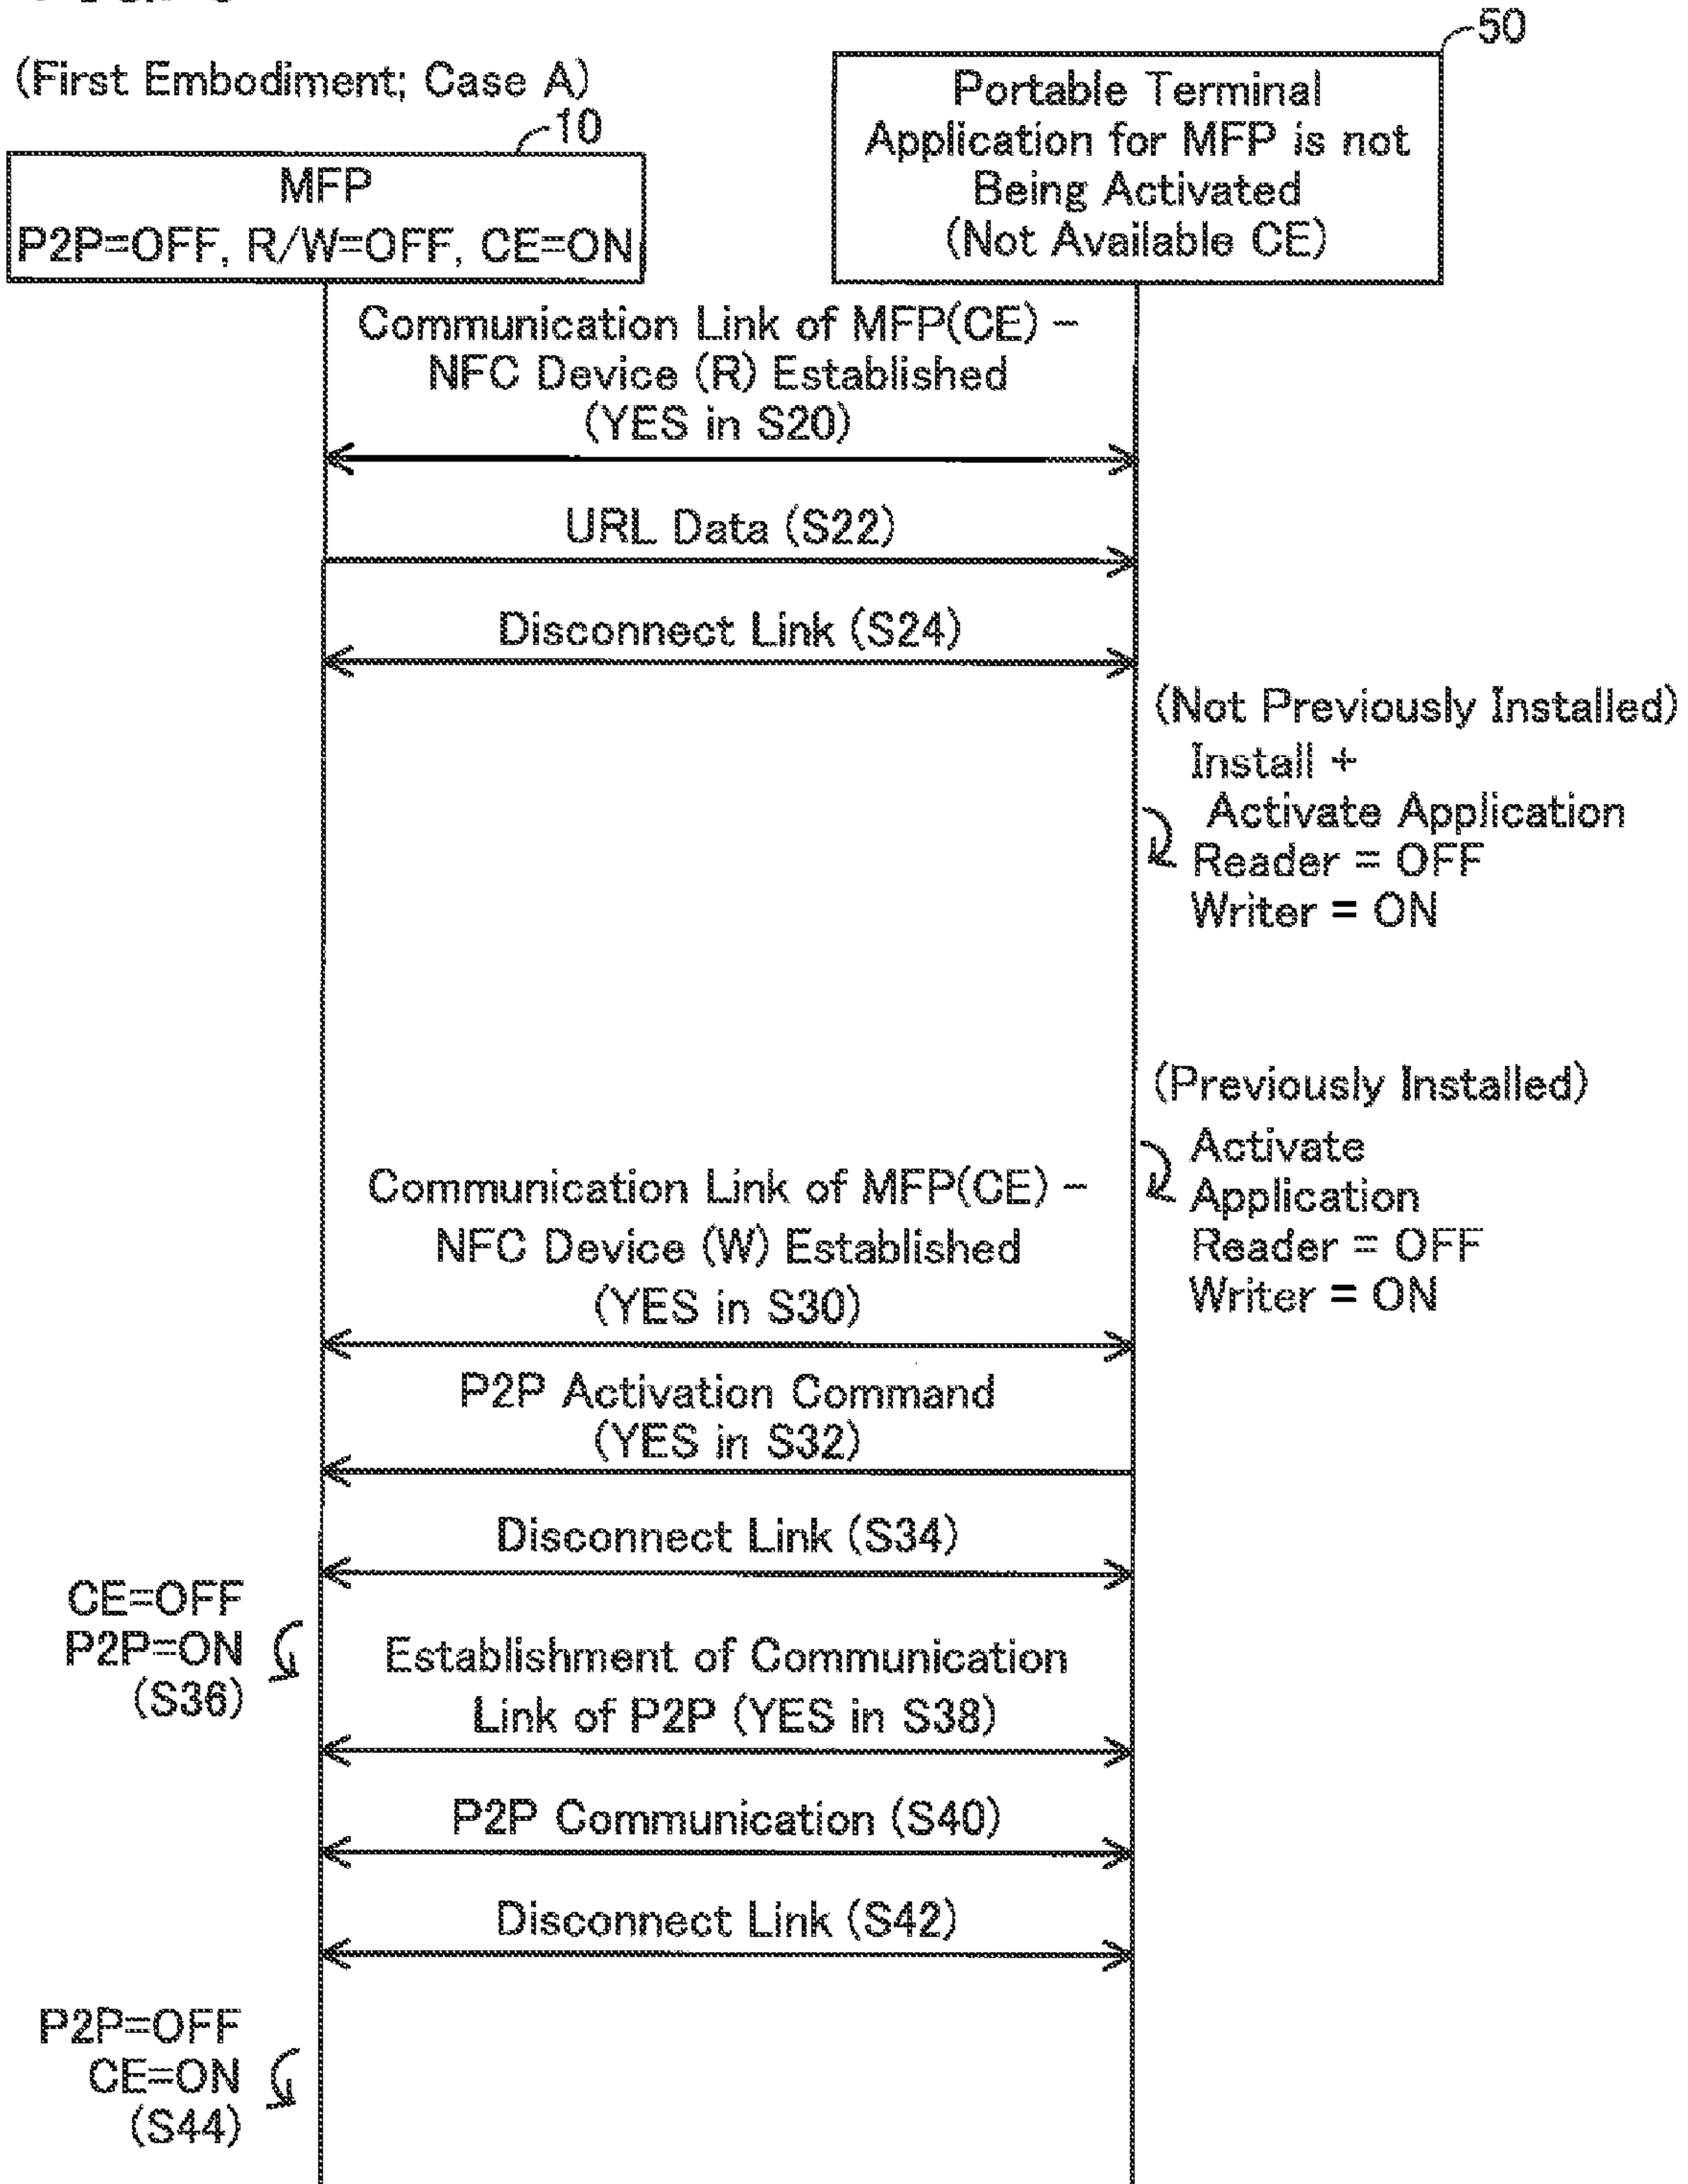 (First Embodiment; Case A)
10
MFP
P2P=OFF, R/W=OFF, CE=ON
50
Portable Terminal
Application for MFP is not
Being Activated
(Not Available CE)
Communication Link of MFP(CE) -
NFC Device (R) Established
(YES in S20)
URL Data (S22)
Disconnect Link (S24)
(Not Previously Installed)
Install +
Activate Application
Reader = OFF
Writer = ON
(Previously Installed)
Activate
Application
Reader = OFF
Writer = ON
Communication Link of MFP(CE) -
NFC Device (W) Established
(YES in S30)
P2P Activation Command
(YES in S32)
Disconnect Link (S34)
CE=OFF
P2P=ON
(S36)
Establishment of Communication
Link of P2P (YES in S38)
P2P Communication (S40)
Disconnect Link (S42)
P2P=OFF
CE=ON
(S44)